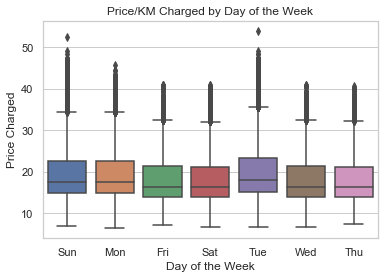 Price/KM Charged by Day of the Week
Price Charged
50
40
30
20
10
Sun Mon Fri Sat Tue Wed Thu
Day of the Week